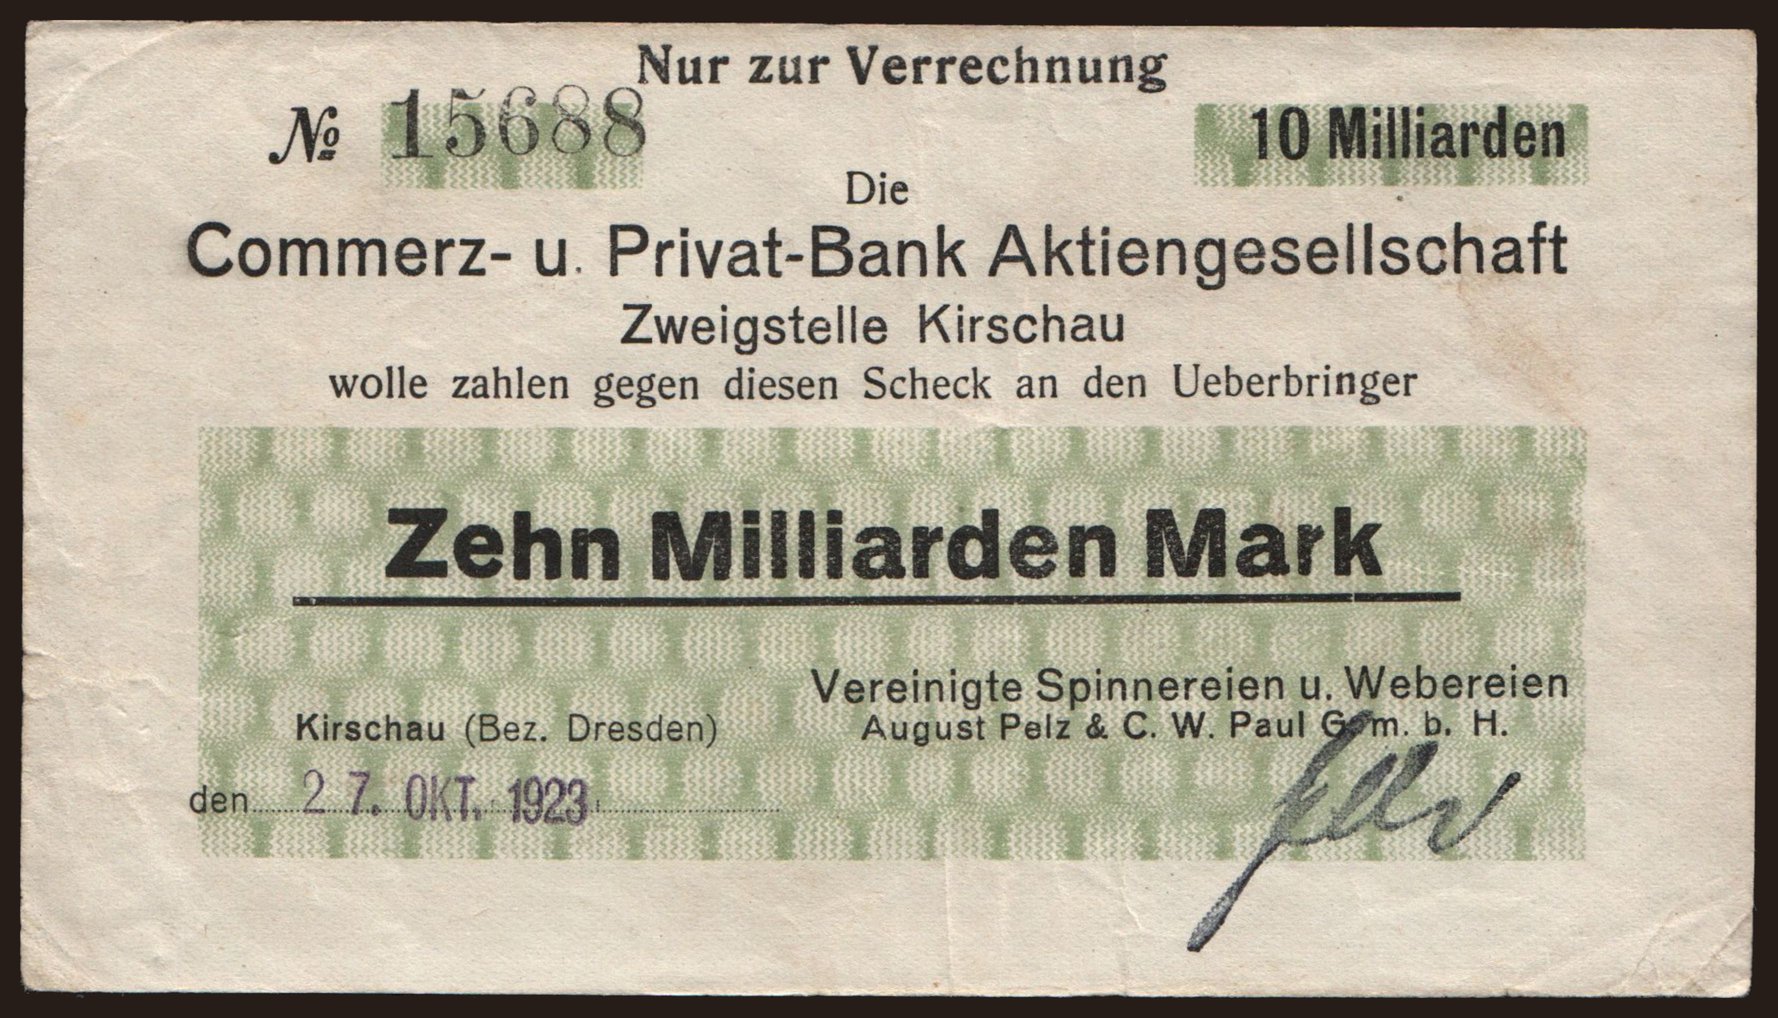 Nur zur Verrechnung
№ 15688
10 Milliarden
Die
Commerz- u. Privat-Bank Aktiengesellschaft
Zweigstelle Kirschau
wolle zahlen gegen diesen Scheck an den Ueberbringer
Zehn Milliarden Mark
Vereinigte Spinnereien u. Webereien
August Pelz & C. W. Paul G. m. b. H.
Kirschau (Bez. Dresden)
den 27. OKT. 1923